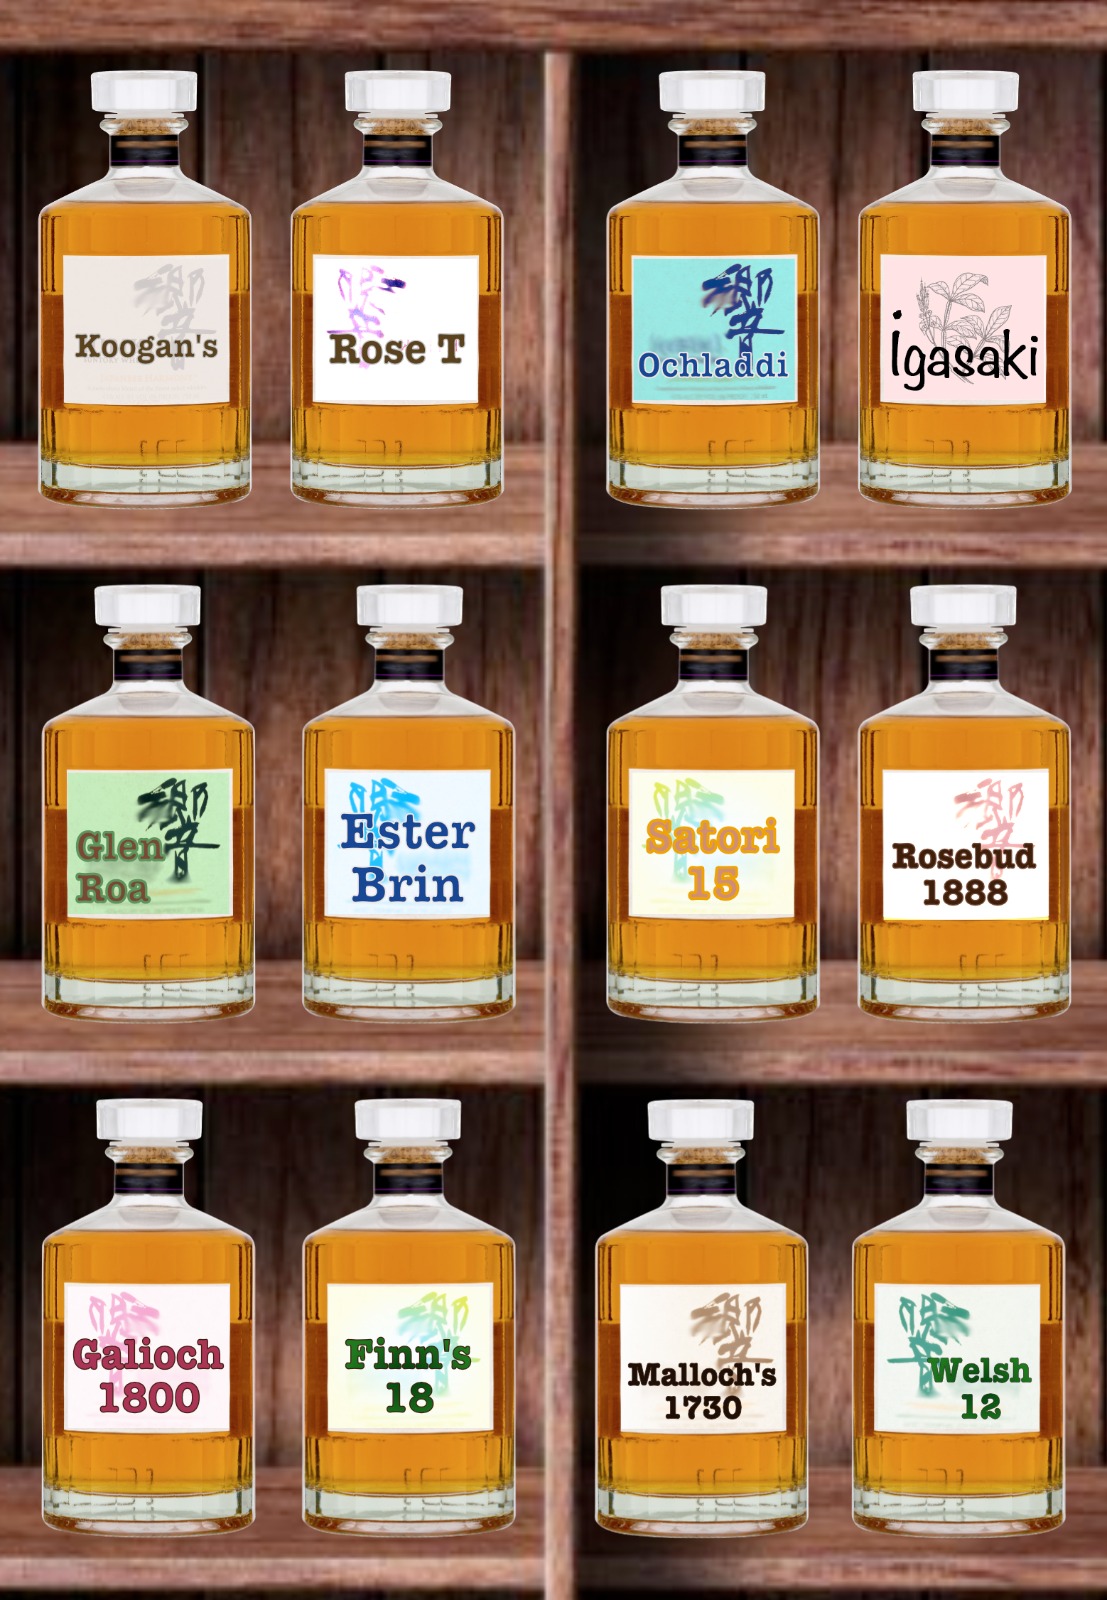 Koogan's
Rose T
Ochladdi
igasaki
Glen
Roa
Ester
Brin
Satori
15
Rosebud
1888
Galioch
1800
Finn's
18
Malloch's
1730
Welsh
12